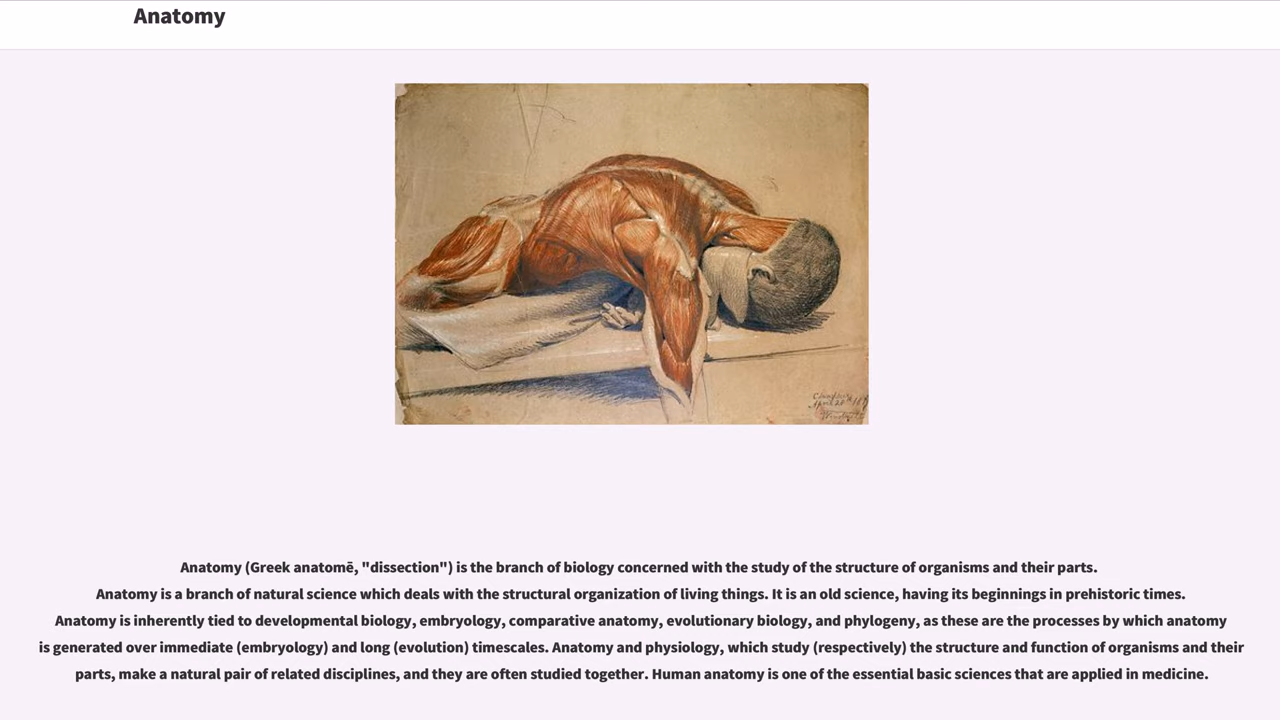 Anatomy
Anatomy (Greek anatomē, "dissection") is the branch of biology concerned with the study of the structure of organisms and their parts.
Anatomy is a branch of natural science which deals with the structural organization of living things. It is an old science, having its beginnings in prehistoric times.
Anatomy is inherently tied to developmental biology, embryology, comparative anatomy, evolutionary biology, and phylogeny, as these are the processes by which anatomy
is generated over immediate (embryology) and long (evolution) timescales. Anatomy and physiology, which study (respectively) the structure and function of organisms and their
parts, make a natural pair of related disciplines, and they are often studied together. Human anatomy is one of the essential basic sciences that are applied in medicine.